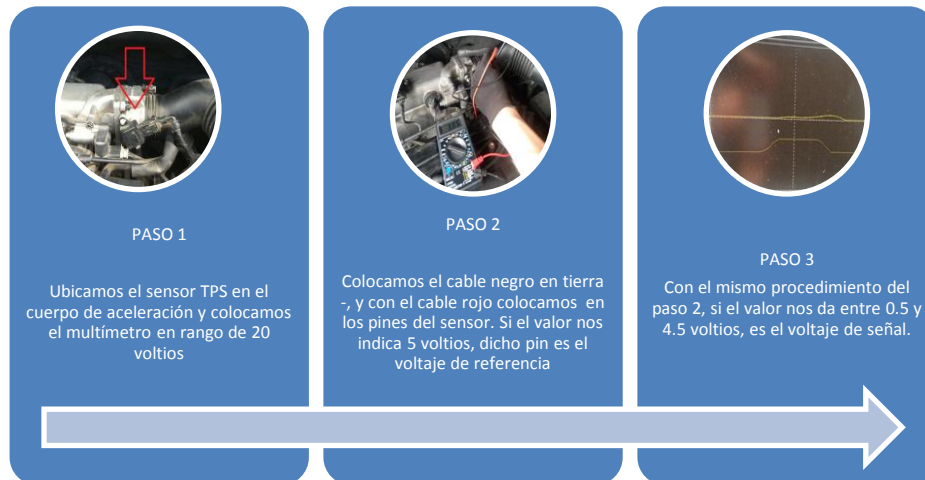 PASO 1
Ubicamos el sensor TPS en el
cuerpo de aceleración y colocamos
el multímetro en rango de 20
voltios
PASO 2
Colocamos el cable negro en tierra
-, y con el cable rojo colocamos en
los pines del sensor. Si el valor nos
indica 5 voltios, dicho pin es el
voltaje de referencia
PASO 3
Con el mismo procedimiento del
paso 2, si el valor nos da entre 0.5 y
4.5 voltios, es el voltaje de señal.